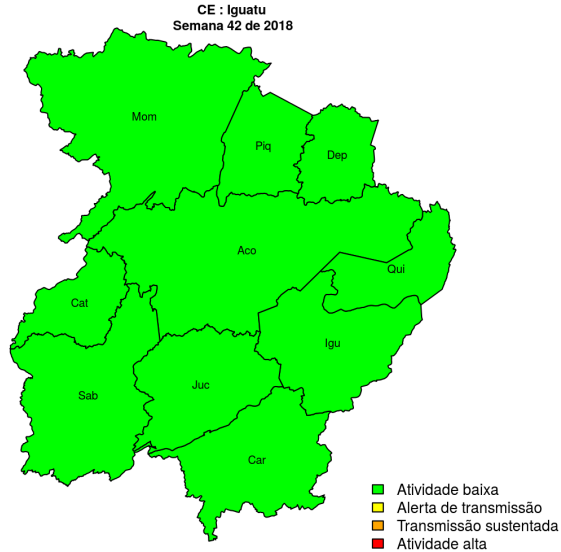 CE : Iguatu
Semana 42 de 2018
Mom
Piq
Dep
Aco
Qui
Cat
Igu
Juc
Sab
Car
Atividade baixa
Alerta de transmissão
Transmissão sustentada
Atividade alta